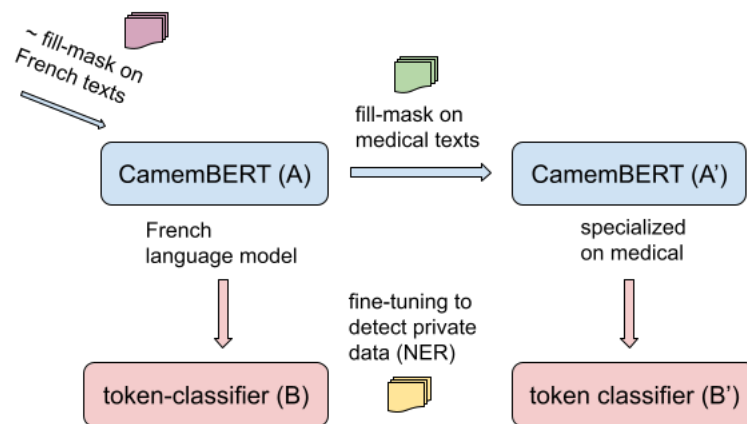 ~ fill-mask on
French texts
fill-mask on
medical texts
CamemBERT (A)
CamemBERT (A’)
French
language model
specialized
on medical
fine-tuning to
detect private
data (NER)
token-classifier (B)
token classifier (B’)